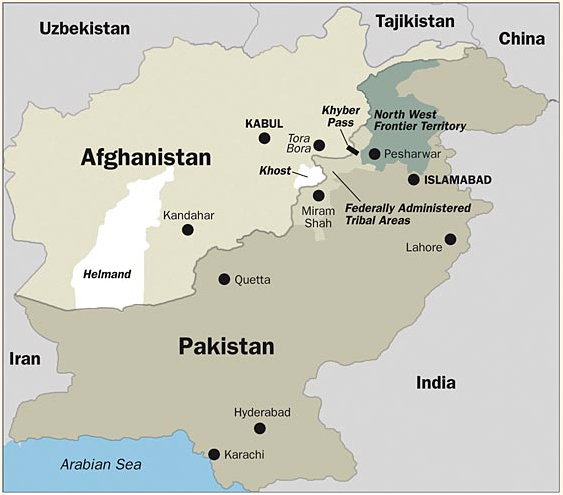 Uzbekistan
Tajikistan
China
KABUL
Tora
Bora
Khyber
Pass
North West
Frontier Territory
Pesharwar
Afghanistan
Khost
ISLAMABAD
Miram
Shah
Federally Administered
Tribal Areas
Kandahar
Lahore
Helmand
Quetta
Pakistan
Iran
India
Hyderabad
Karachi
Arabian Sea